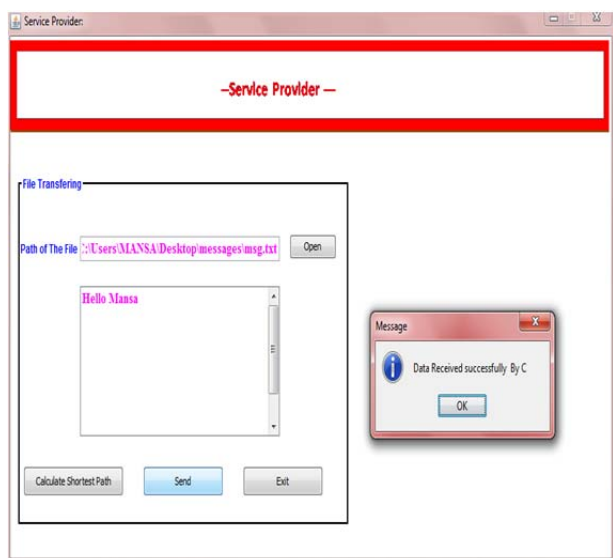 Service Provider:
--Service Provider ---
File Transfering
Path of The File :\Users\MANSA\Desktop\messages\msg.txt Open
Hello Mansa
Message
Data Received successfully By C
OK
Calculate Shortest Path Send Exit